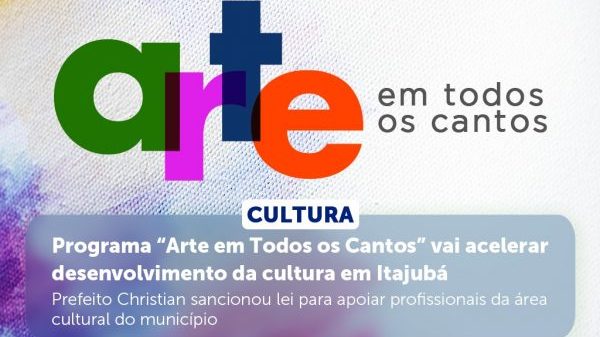 arte
em todos
os cantos
CULTURA
Programa “Arte em Todos os Cantos” vai acelerar
desenvolvimento da cultura em Itajubá
Prefeito Christian sancionou lei para apoiar profissionais da área
cultural do município